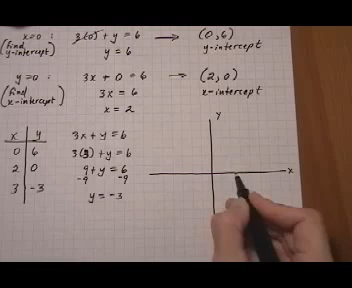 x=0: 3(0) + y = 6 → (0,6)
(find y-intercept) y = 6 y-intercept
y=0: 3x + 0 = 6 → (2,0)
(find x-intercept) 3x = 6 x-intercept
x = 2
x y 3x + y = 6
0 6 3(3) + y = 6
2 0 9 + y = 6
3 -3 -9 -9
y = -3
y
x